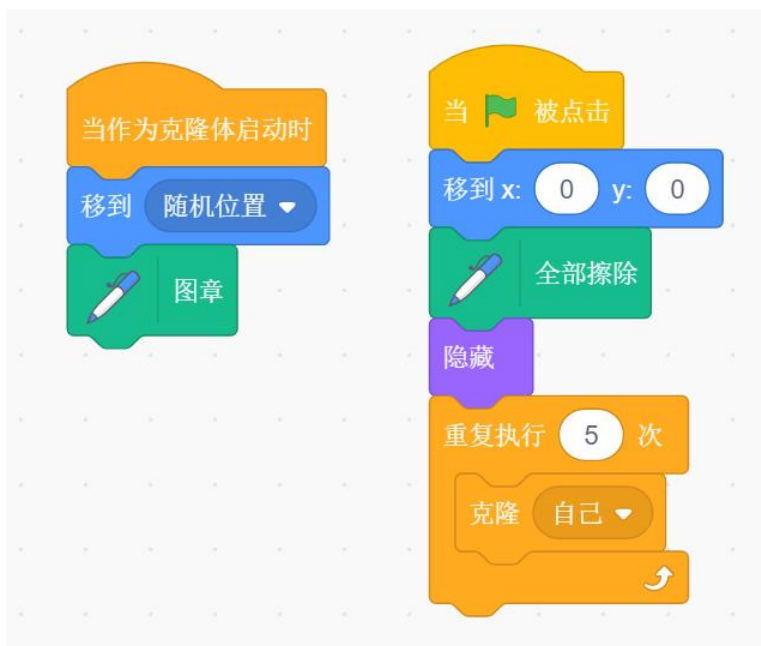 当作为克隆体启动时
移到 随机位置
图章
当 被点击
移到 x: 0 y: 0
全部擦除
隐藏
重复执行 5 次
克隆 自己